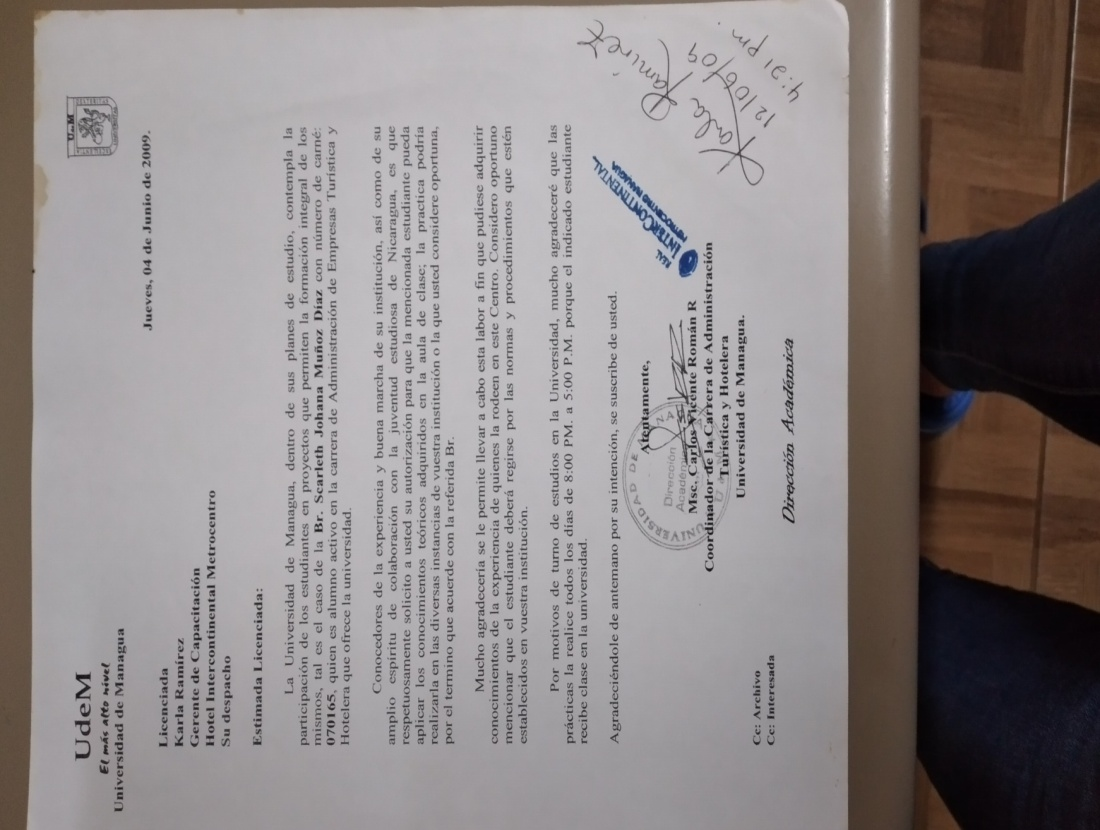 UdeM
El más alto nivel
Universidad de Managua
UdeM
Jueves, 04 de Junio de 2009.
Licenciada
Karla Ramírez
Gerente de Capacitación
Hotel Intercontinental Metrocentro
Su despacho
Estimada Licenciada:
La Universidad de Managua, dentro de sus planes de estudio, contempla la
participación de los estudiantes en proyectos que permiten la formación integral de los
mismos, tal es el caso de la Br. Scarleth Johana Muñoz Díaz con número de carné:
070165, quien es alumno activo en la carrera de Administración de Empresas Turística y
Hotelera que ofrece la universidad.
Conocedores de la experiencia y buena marcha de su institución, así como de su
amplio espíritu de colaboración con la juventud estudiosa de Nicaragua, es que
respetuosamente solicito a usted su autorización para que la mencionada estudiante pueda
aplicar los conocimientos teóricos adquiridos en la aula de clase; la practica podría
realizarla en las diversas instancias de vuestra institución o la que usted considere oportuna,
por el termino que acuerde con la referida Br.
Mucho agradecería se le permite llevar a cabo esta labor a fin que pudiese adquirir
conocimientos de la experiencia de quienes la rodeen en este Centro. Considero oportuno
mencionar que el estudiante deberá regirse por las normas y procedimientos que estén
establecidos en vuestra institución.
Por motivos de turno de estudios en la Universidad, mucho agradeceré que las
prácticas la realice todos los días de 8:00 PM. a 5:00 P.M. porque el indicado estudiante
recibe clase en la universidad.
Agradeciéndole de antemano por su intención, se suscribe de usted.
Atentamente,
Msc. Carlos Vicente Román R
Coordinador de la Carrera de Administración
Turística y Hotelera
Universidad de Managua.
UNIVERSIDAD DE
Dirección
Académica
Dirección Académica
REAL
INTERCONTINENTAL
METROCENTRO MANAGUA
Karla Ramírez
12/06/09
4:21 pm.
Cc: Archivo
Cc: Interesada